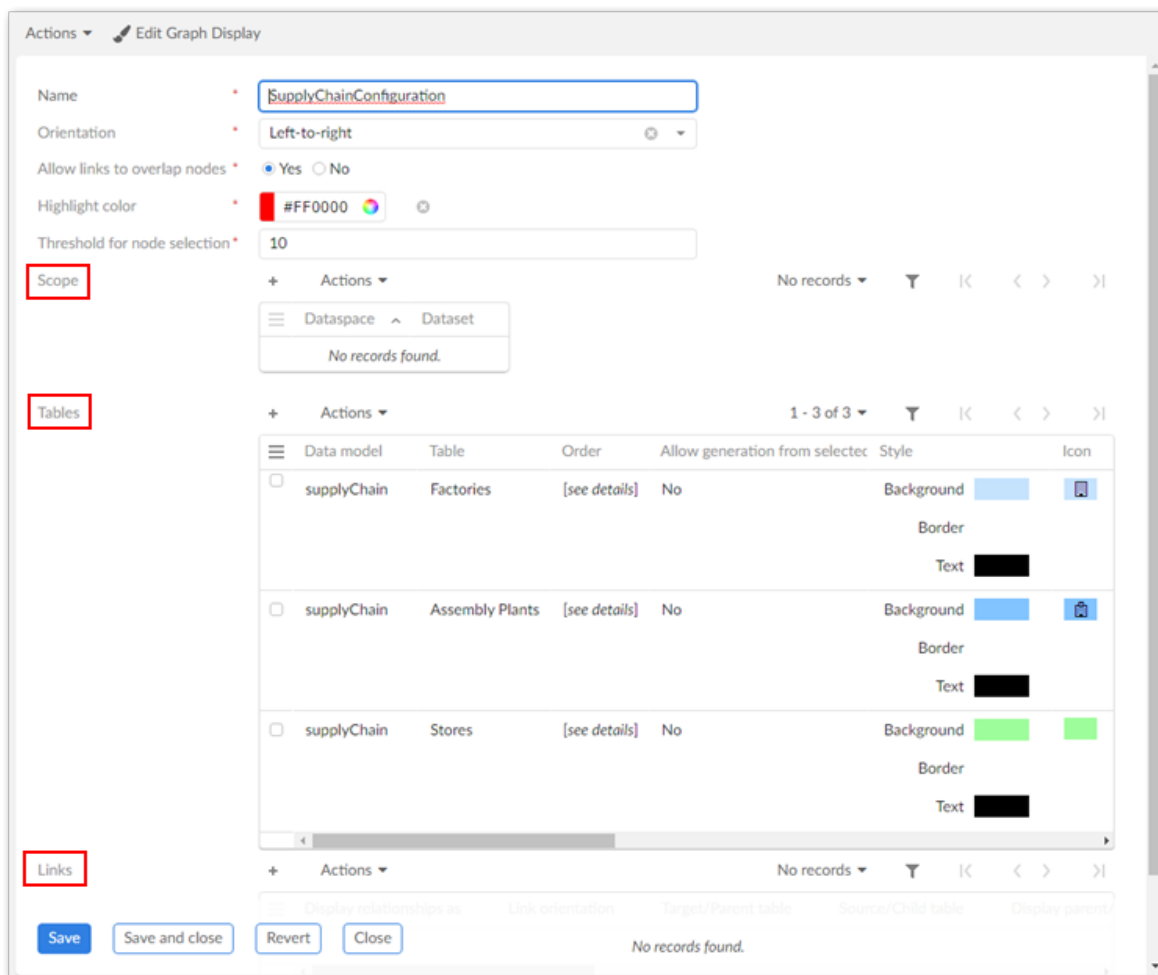 Actions Edit Graph Display
Name * SupplyChainConfiguration
Orientation * Left-to-right
Allow links to overlap nodes * Yes No
Highlight color * #FF0000
Threshold for node selection * 10
Scope + Actions No records
Dataspace Dataset
No records found.
Tables + Actions 1 - 3 of 3
Data model Table Order Allow generation from selectec Style Icon
supplyChain Factories [see details] No Background
Border
Text
supplyChain Assembly Plants [see details] No Background
Border
Text
supplyChain Stores [see details] No Background
Border
Text
Links + Actions No records
Display relationships as Link orientation Target/Parent table Source/Child table Display parent/
Save Save and close Revert Close No records found.